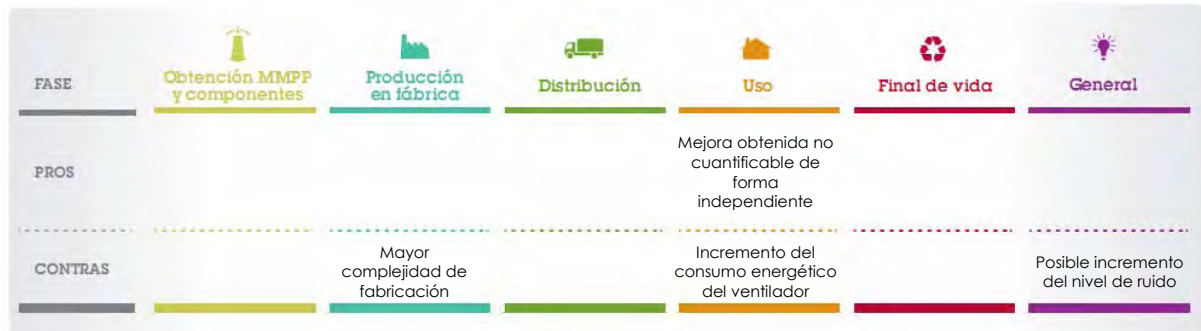 FASE
Obtención MMPP
y componentes
Producción
en fábrica
Distribución
Uso
Final de vida
General
PROS
Mejora obtenida no
cuantificable de
forma
independiente
CONTRAS
Mayor
complejidad de
fabricación
Incremento del
consumo energético
del ventilador
Posible incremento
del nivel de ruido